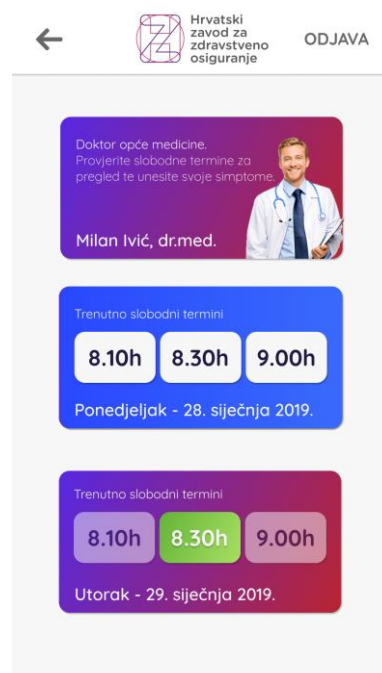 Hrvatski
zavod za
zdravstveno
osiguranje
ODJAVA
Doktor opće medicine.
Provjerite slobodne termine za
pregled te unesite svoje simptome.
Milan Ivić, dr.med.
Trenutno slobodni termini
8.10h 8.30h 9.00h
Ponedjeljak - 28. siječnja 2019.
Trenutno slobodni termini
8.10h 8.30h 9.00h
Utorak - 29. siječnja 2019.